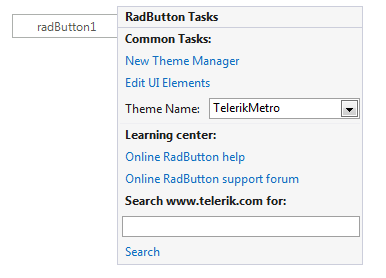 radButton1
RadButton Tasks
Common Tasks:
New Theme Manager
Edit UI Elements
Theme Name: TelerikMetro
Learning center:
Online RadButton help
Online RadButton support forum
Search www.telerik.com for:
Search